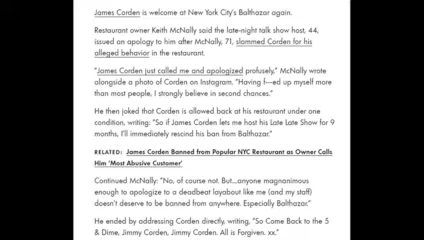 James Corden is welcome at New York City's Balthazar again.
Restaurant owner Keith McNally said the late-night talk show host, 44,
issued an apology to him after McNally, 71, slammed Corden for his
alleged behavior in the restaurant.
"James Corden just called me and apologized profusely," McNally wrote
alongside a photo of Corden on Instagram. "Having f---ed up myself more
than most people, I strongly believe in second chances."
He then joked that Corden is allowed back at his restaurant under one
condition, writing: "So if James Corden lets me host his Late Late Show for 9
months, I'll immediately rescind his ban from Balthazar."
RELATED: James Corden Banned from Popular NYC Restaurant as Owner Calls
Him 'Most Abusive Customer'
Continued McNally: "No, of course not. But...anyone magnanimous
enough to apologize to a deadbeat layabout like me (and my staff)
doesn't deserve to be banned from anywhere. Especially Balthazar."
He ended by addressing Corden directly, writing, "So Come Back to the 5
& Dime, Jimmy Corden, Jimmy Corden. All is Forgiven. xx."